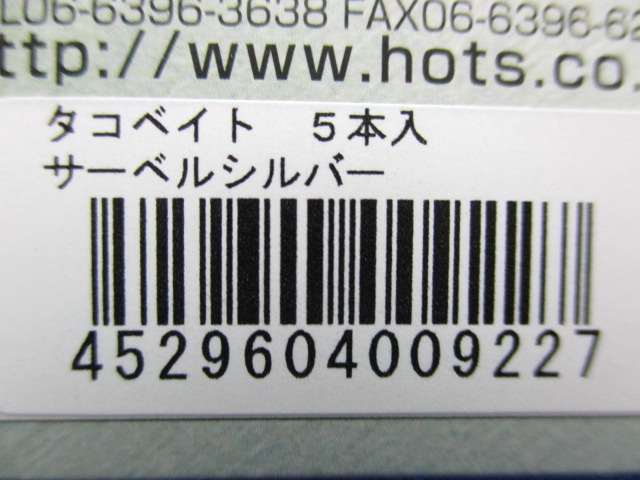 L06-6396-3638 FAX06-6396-62
ttp://www.hots.co.
タコベイト　５本入
サーベルシルバー
4529604009227